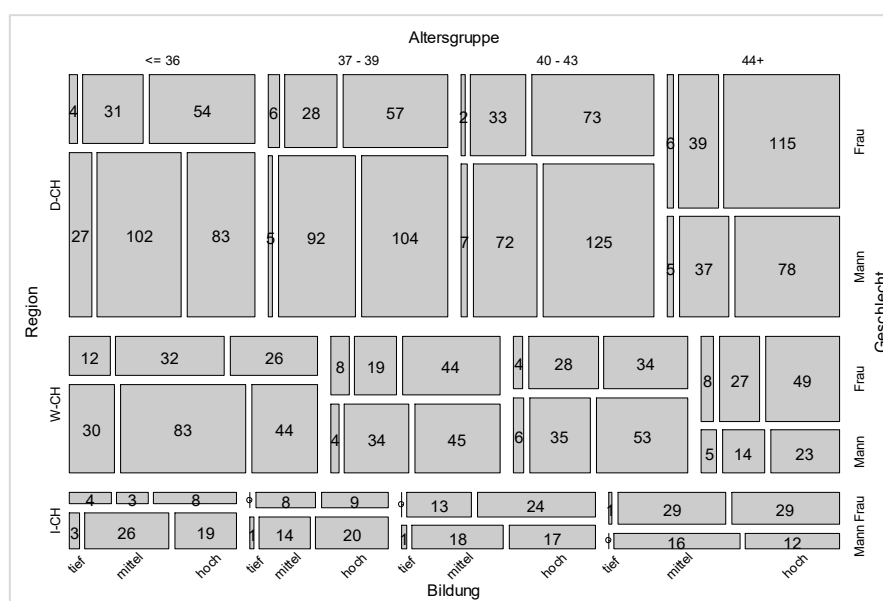 Altersgruppe
<= 36 37 - 39 40 - 43 44+
4 31 54 6 28 57 2 33 73 6 39 115 Frau
D-CH
27 102 83 5 92 104 7 72 125 5 37 78 Mann
Region
Geschlecht
12 32 26 8 19 44 4 28 34 8 27 49 Frau
W-CH
30 83 44 4 34 45 6 35 53 5 14 23 Mann
4 3 8 8 9 13 24 1 29 29 Frau
I-CH
3 26 19 1 14 20 1 18 17 16 12 Mann
tief mittel hoch tief mittel hoch tief mittel hoch tief mittel hoch
Bildung